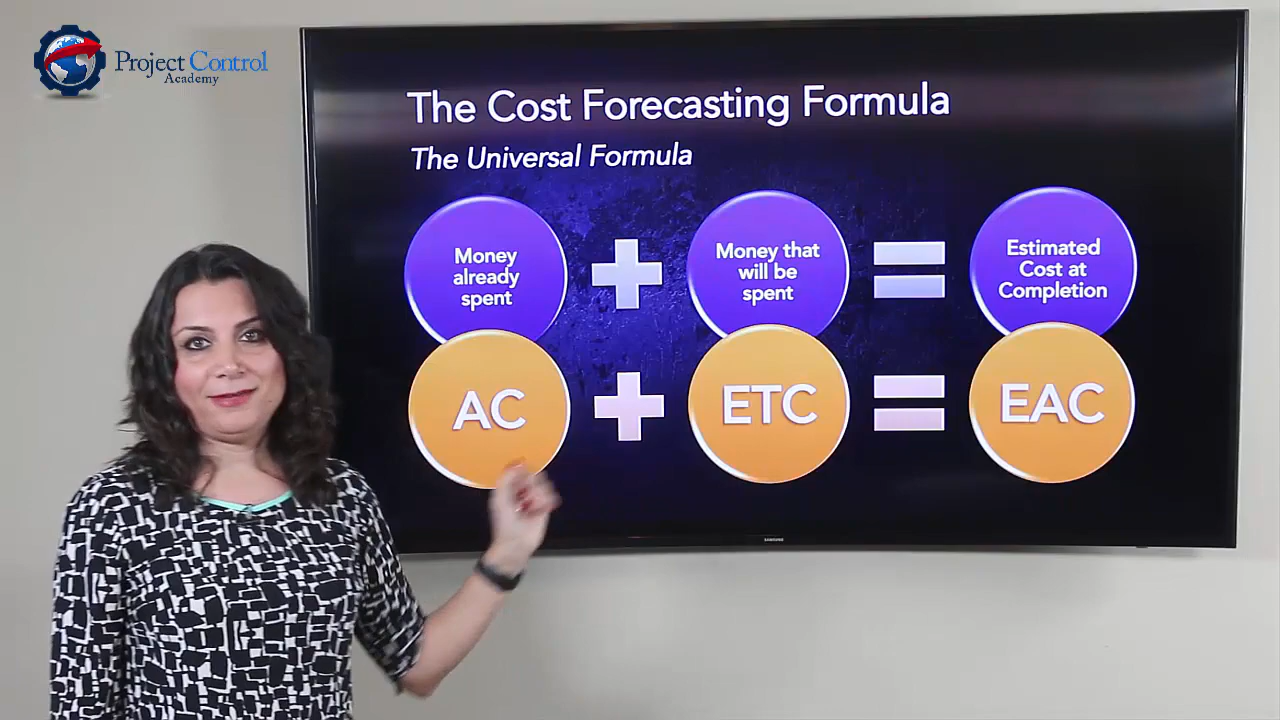 Project Control
Academy
The Cost Forecasting Formula
The Universal Formula
Money
already
spent
Money that
will be
spent
Estimated
Cost at
Completion
AC
ETC
EAC
SAMSUNG